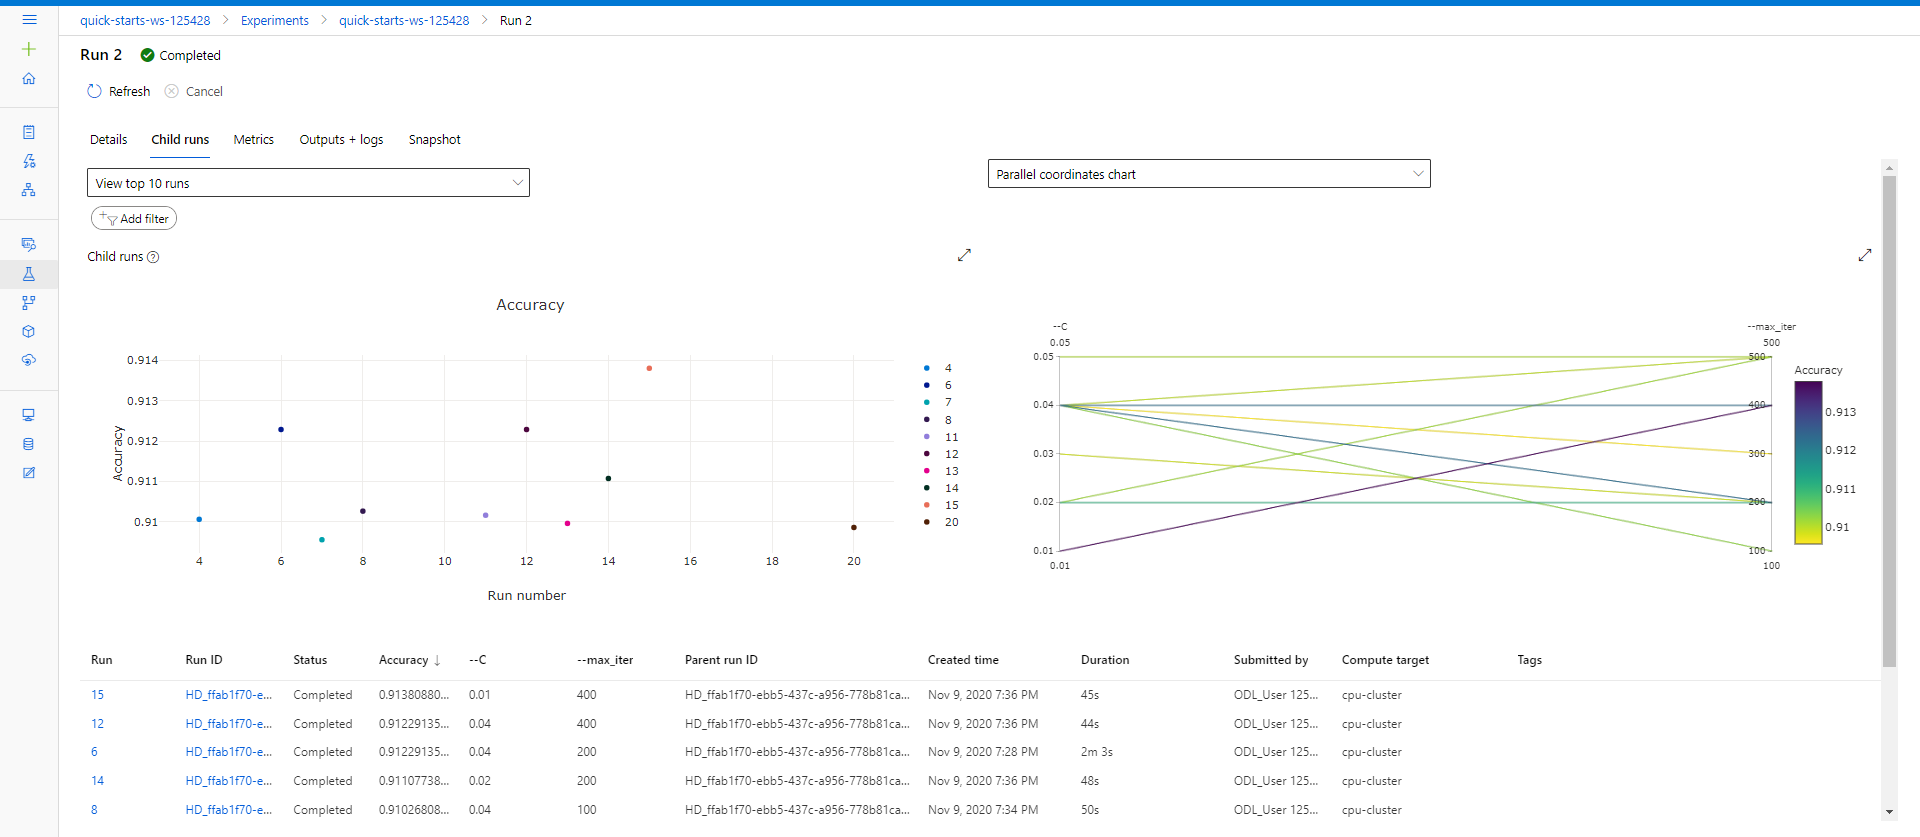 quick-starts-ws-125428 > Experiments > quick-starts-ws-125428 > Run 2
Run 2 Completed
Refresh Cancel
Details Child runs Metrics Outputs + logs Snapshot
View top 10 runs
Parallel coordinates chart
Add filter
Child runs
Accuracy
0.914
0.913
0.912
0.911
0.91
Accuracy
4 6 8 10 12 14 16 18 20
Run number
4
6
7
8
11
12
13
14
15
20
--C
0.05
0.05
0.04
0.03
0.02
0.01
0.01
--max_iter
500
500
400
300
200
100
100
Accuracy
0.913
0.912
0.911
0.91
Run Run ID Status Accuracy ↓ --C --max_iter Parent run ID Created time Duration Submitted by Compute target Tags
15 HD_ffab1f70-e... Completed 0.91380880... 0.01 400 HD_ffab1f70-ebb5-437c-a956-778b81ca... Nov 9, 2020 7:36 PM 45s ODL_User 125... cpu-cluster
12 HD_ffab1f70-e... Completed 0.91229135... 0.04 400 HD_ffab1f70-ebb5-437c-a956-778b81ca... Nov 9, 2020 7:36 PM 44s ODL_User 125... cpu-cluster
6 HD_ffab1f70-e... Completed 0.91229135... 0.04 200 HD_ffab1f70-ebb5-437c-a956-778b81ca... Nov 9, 2020 7:28 PM 2m 3s ODL_User 125... cpu-cluster
14 HD_ffab1f70-e... Completed 0.91107738... 0.02 200 HD_ffab1f70-ebb5-437c-a956-778b81ca... Nov 9, 2020 7:36 PM 48s ODL_User 125... cpu-cluster
8 HD_ffab1f70-e... Completed 0.91026808... 0.04 100 HD_ffab1f70-ebb5-437c-a956-778b81ca... Nov 9, 2020 7:34 PM 50s ODL_User 125... cpu-cluster